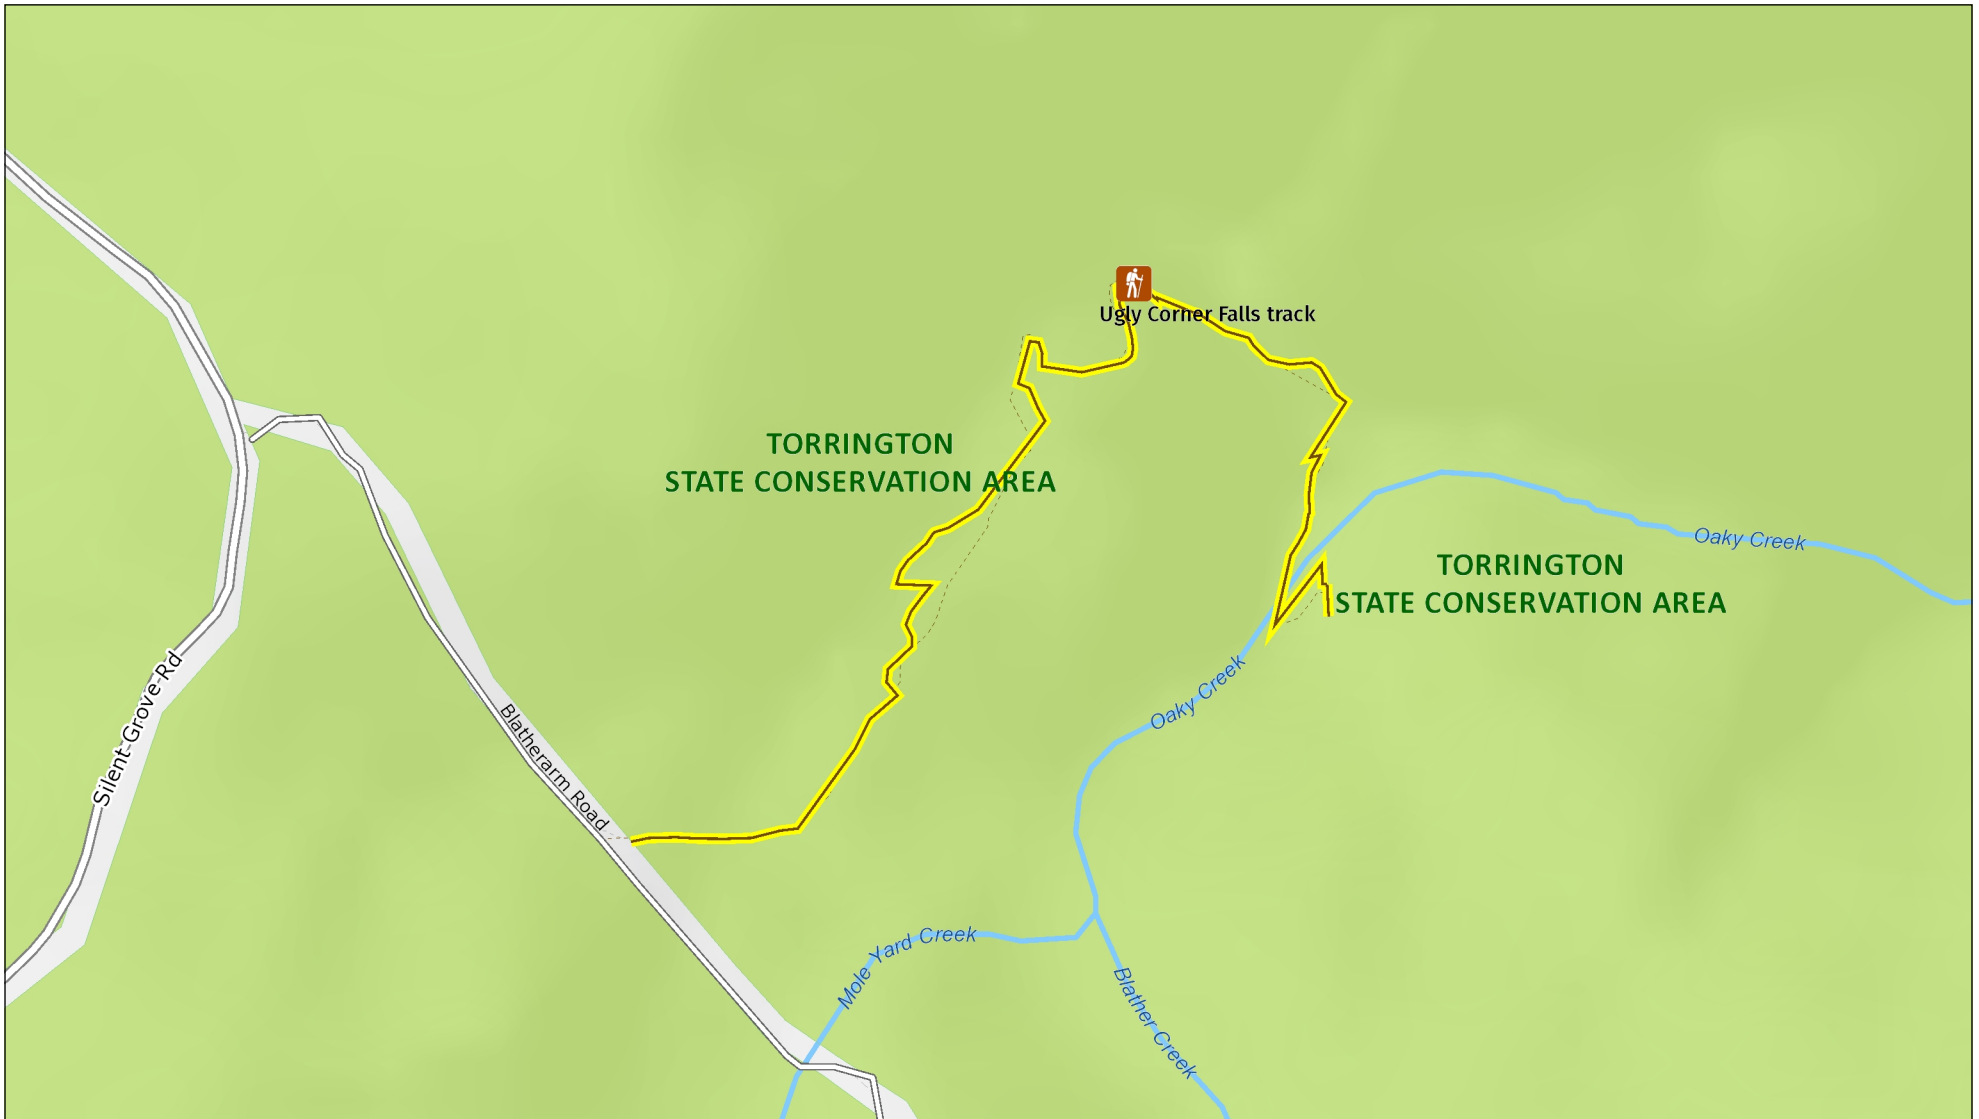 Ugly Corner Falls track
TORRINGTON
STATE CONSERVATION AREA
Oaky Creek
TORRINGTON
STATE CONSERVATION AREA
Oaky Creek
Silent-Grove-Rd
Blatherarm Road
Mole Yard Creek
Blather Creek